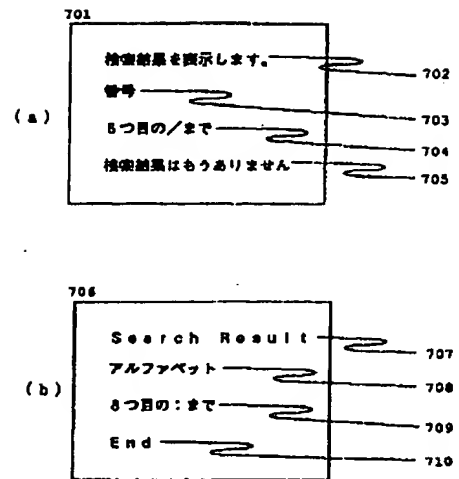 701
検索結果を表示します。
702
番号
703
(a)
5つ目の/まで
704
検索結果はもうありません
705
706
Search Result
707
アルファベット
708
(b)
8つ目の:まで
709
End
710